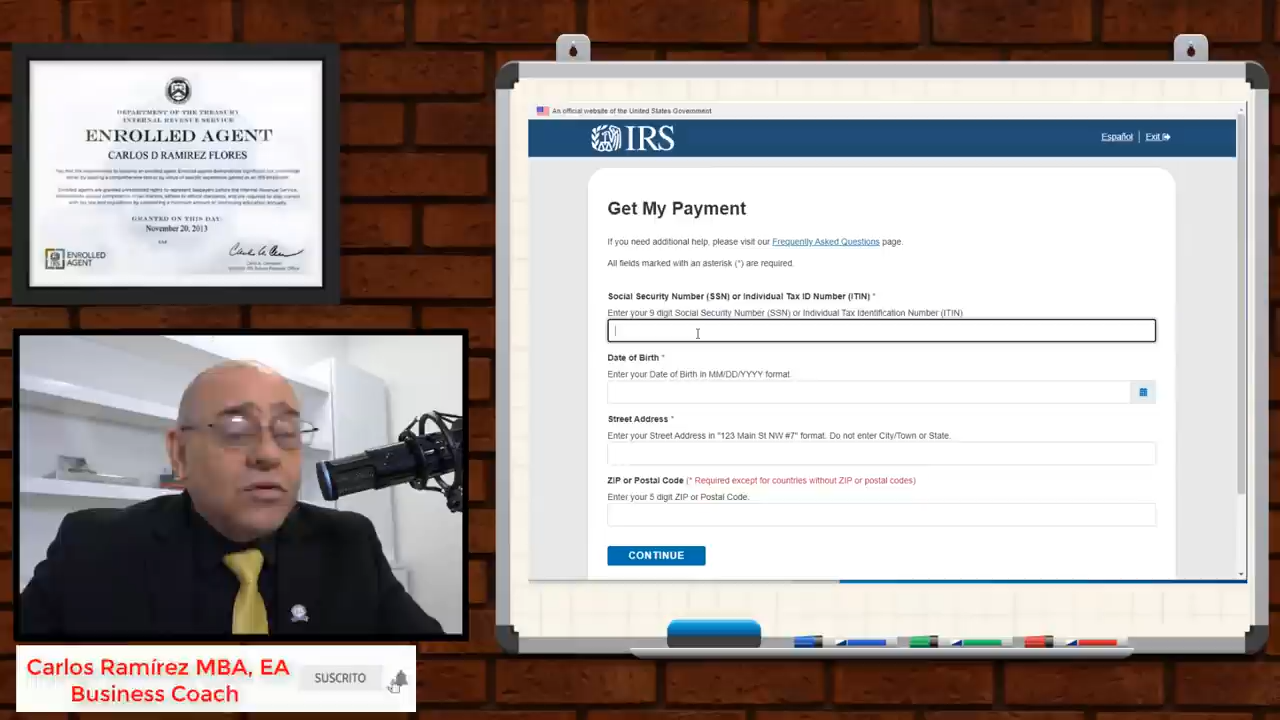 DEPARTMENT OF THE TREASURY
INTERNAL REVENUE SERVICE
ENROLLED AGENT
CARLOS D RAMIREZ FLORES
GRANTED ON THIS DAY:
November 20, 2013
ENROLLED
AGENT
An official website of the United States Government
IRS
Español
Exit
Get My Payment
If you need additional help, please visit our Frequently Asked Questions page.
All fields marked with an asterisk (*) are required.
Social Security Number (SSN) or Individual Tax ID Number (ITIN) *
Enter your 9 digit Social Security Number (SSN) or Individual Tax Identification Number (ITIN)
Date of Birth *
Enter your Date of Birth in MM/DD/YYYY format.
Street Address *
Enter your Street Address in "123 Main St NW #7" format. Do not enter City/Town or State.
ZIP or Postal Code (* Required except for countries without ZIP or postal codes)
Enter your 5 digit ZIP or Postal Code.
CONTINUE
Carlos Ramírez MBA, EA
Business Coach
SUSCRITO